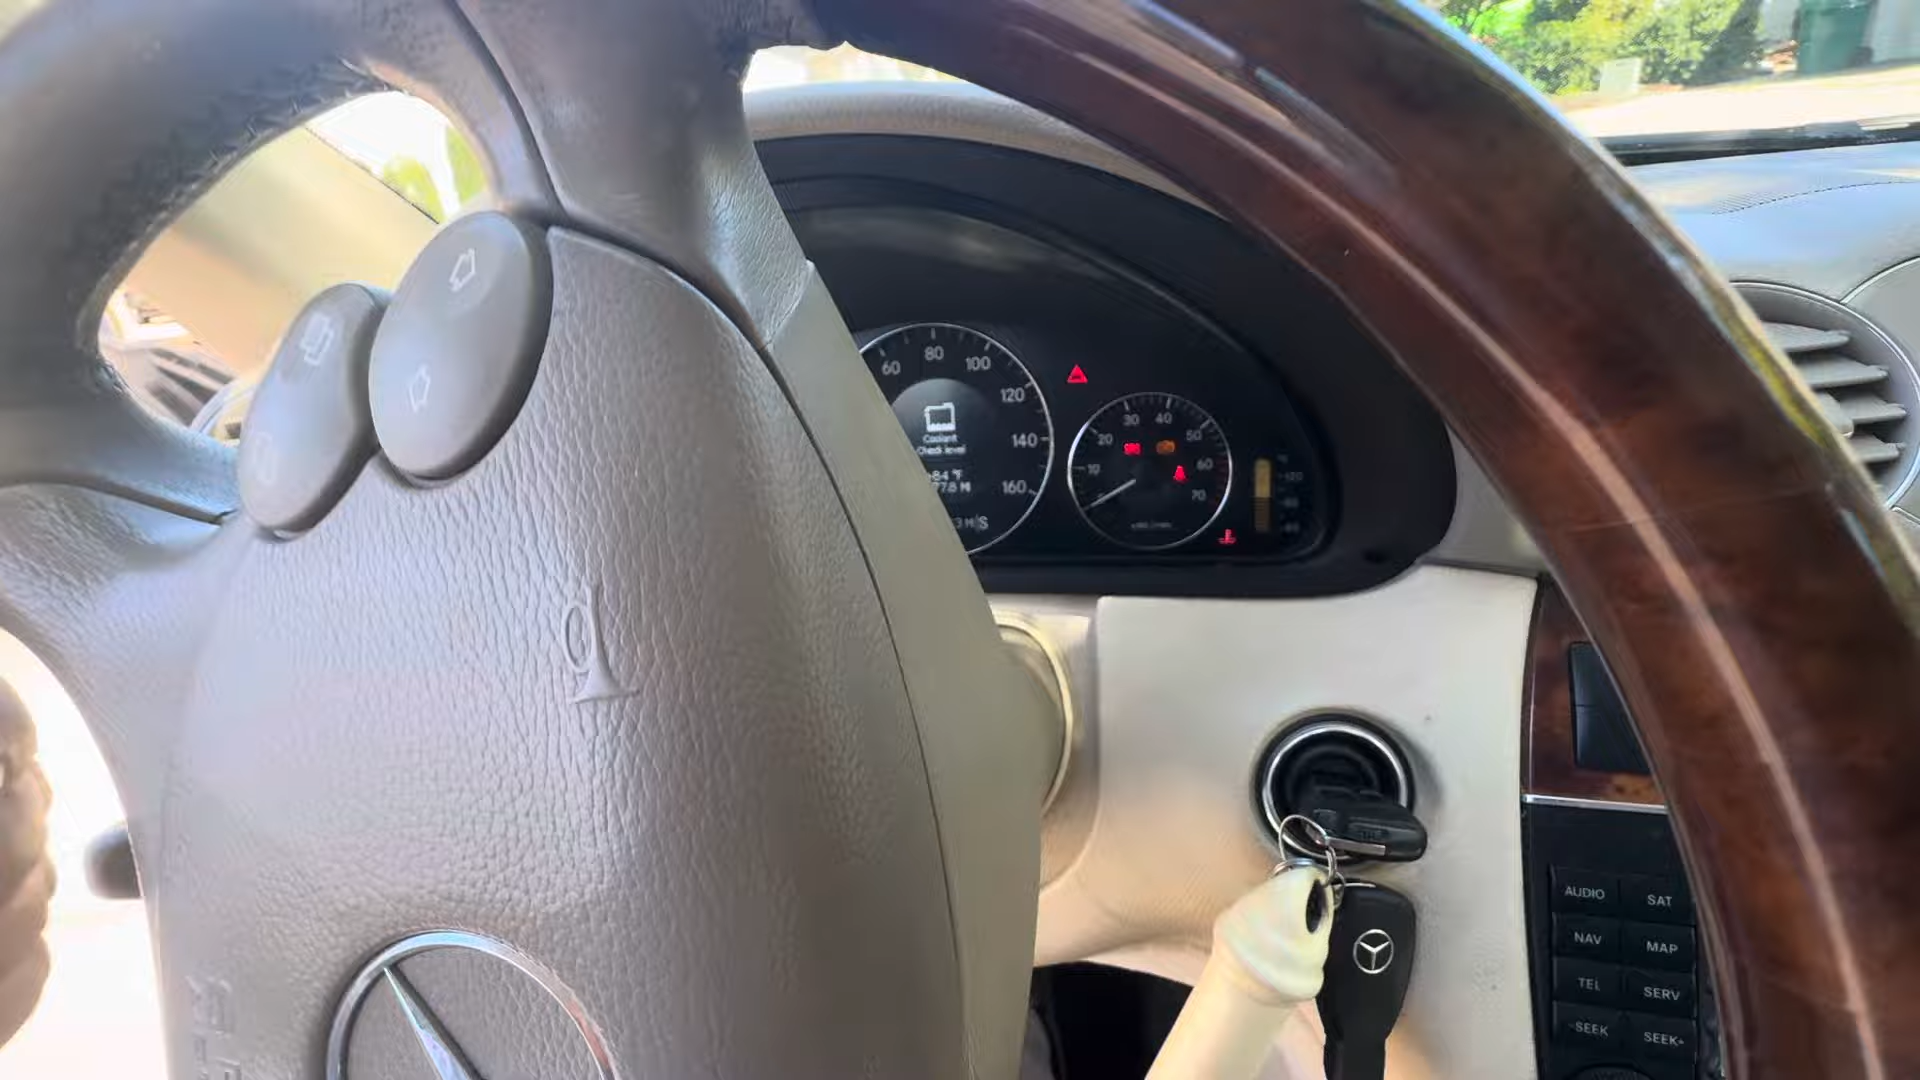 60
80
100
120
140
160
Coolant
Check level
84 °F
S
10
20
30
40
50
60
70
AUDIO
SAT
NAV
MAP
TEL
SERV
SEEK
SEEK+